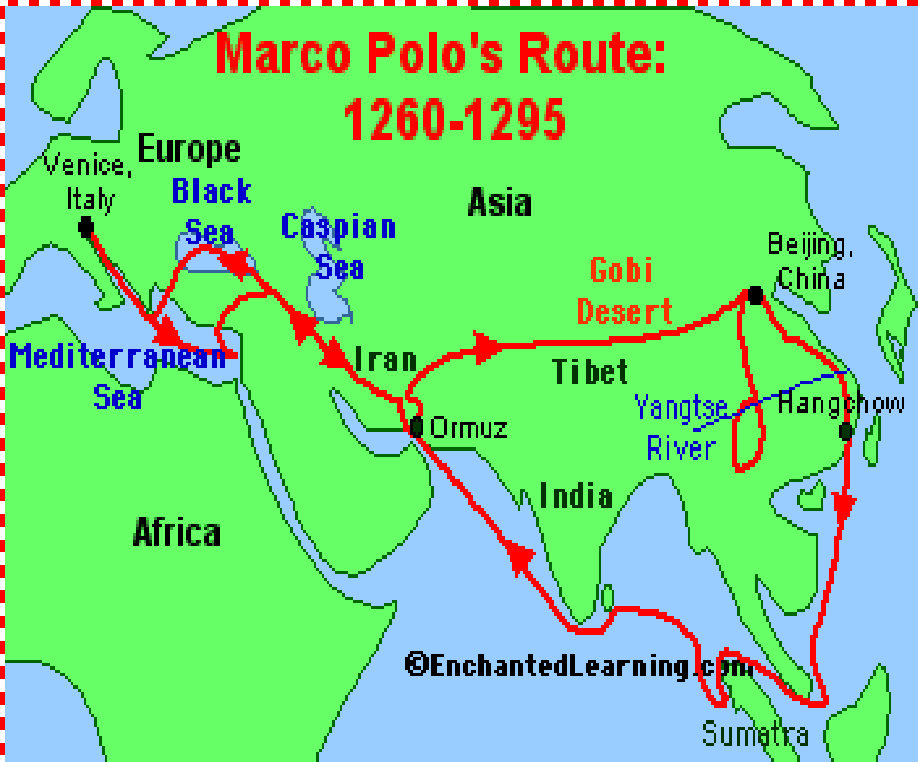 Marco Polo's Route:
1260-1295
Europe
Venice,
Italy
Black
Sea
Caspian
Sea
Asia
Beijing,
China
Gobi
Desert
Mediterranean
Sea
Iran
Tibet
Yangtse
River
Hangchow
Ormuz
India
Africa
©EnchantedLearning.com
Sumatra